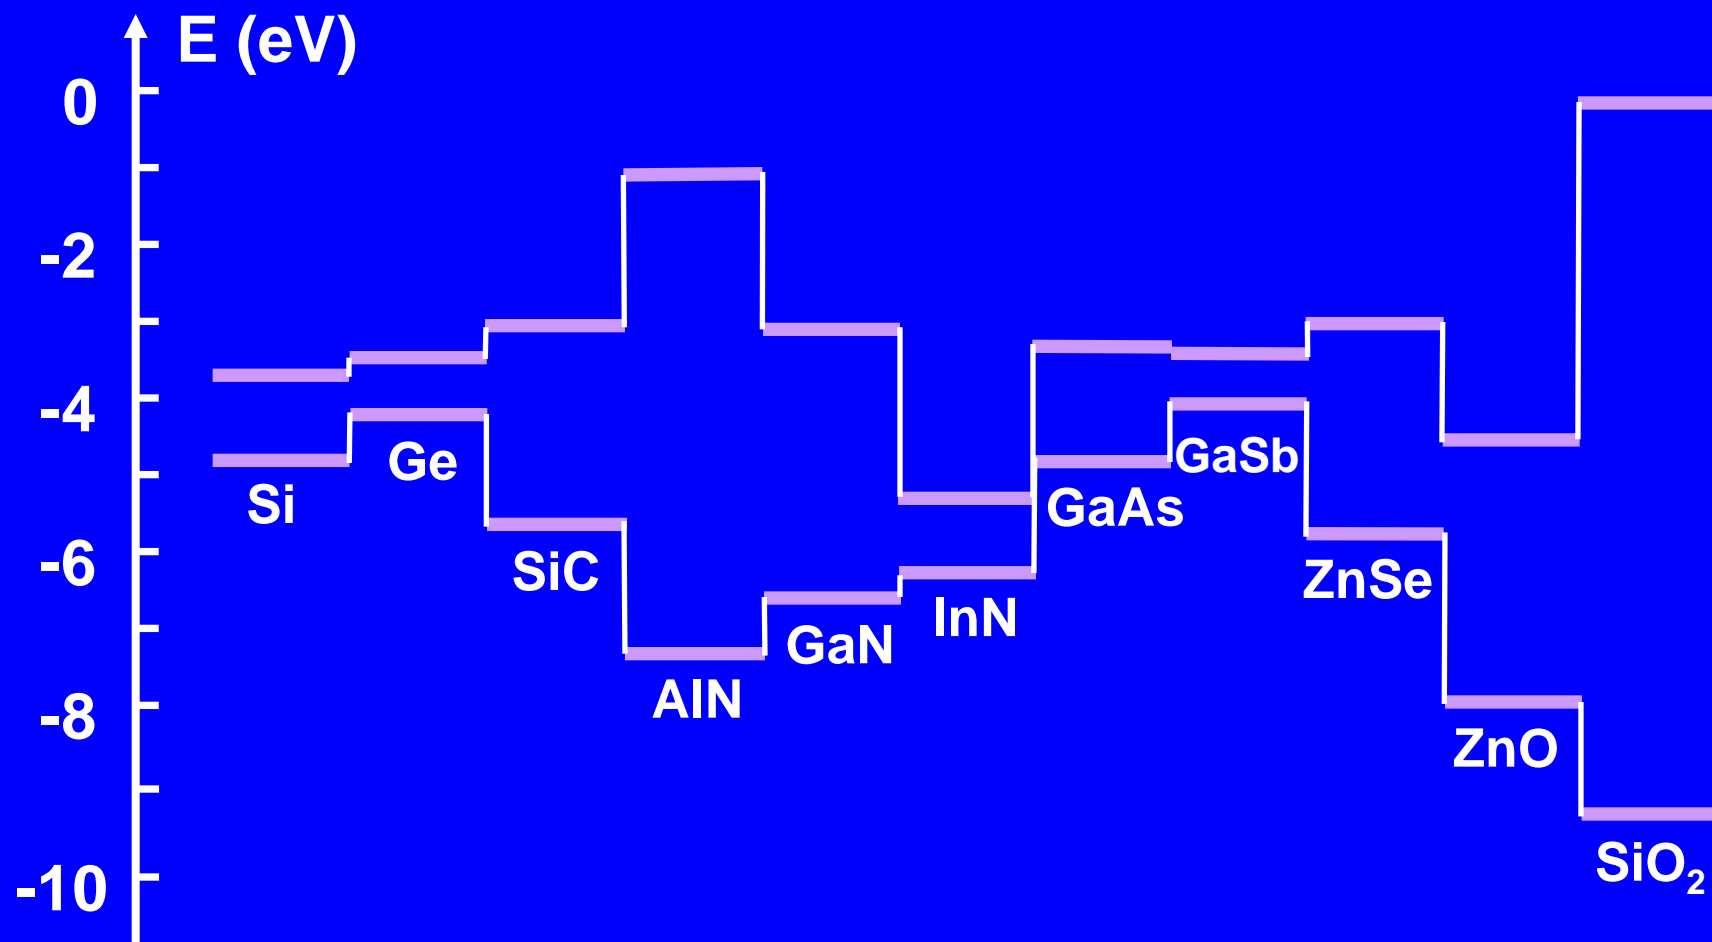 E (eV)
0
-2
-4
-6
-8
-10
Si
Ge
SiC
AlN
GaN
InN
GaAs
GaSb
ZnSe
ZnO
SiO₂